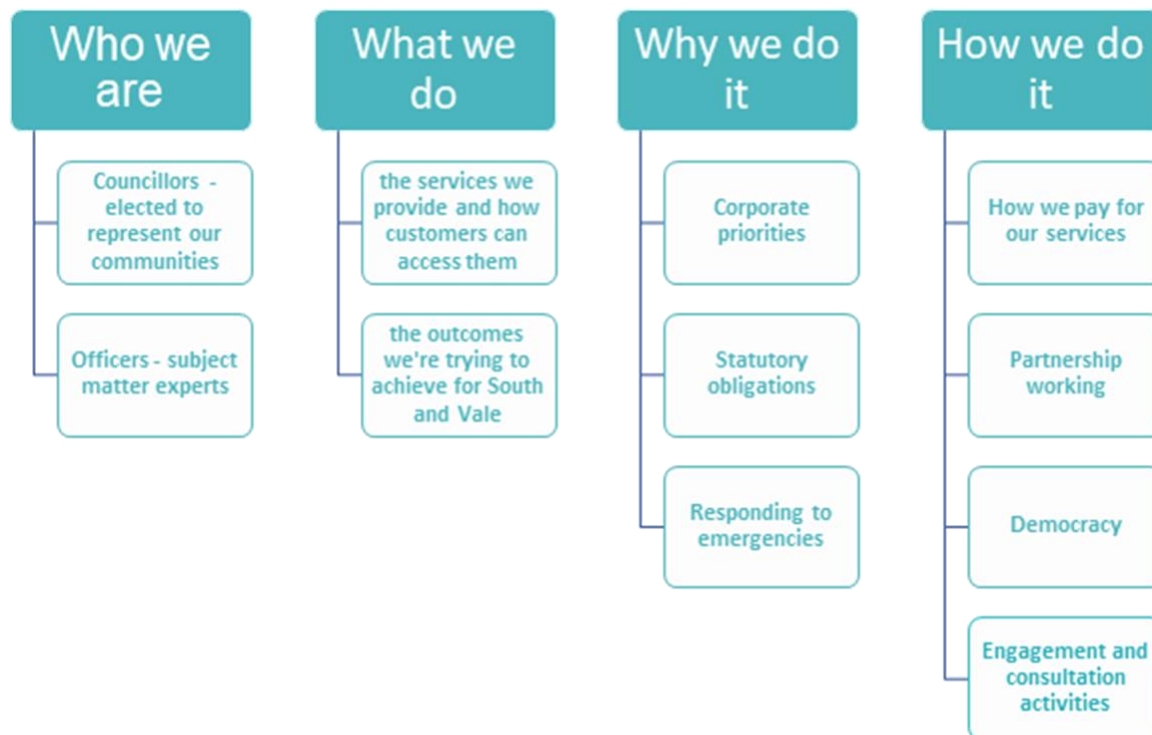 Who we
are
Councillors -
elected to
represent our
communities
Officers - subject
matter experts
What we
do
the services we
provide and how
customers can
access them
the outcomes
we're trying to
achieve for South
and Vale
Why we do
it
Corporate
priorities
Statutory
obligations
Responding to
emergencies
How we do
it
How we pay for
our services
Partnership
working
Democracy
Engagement and
consultation
activities